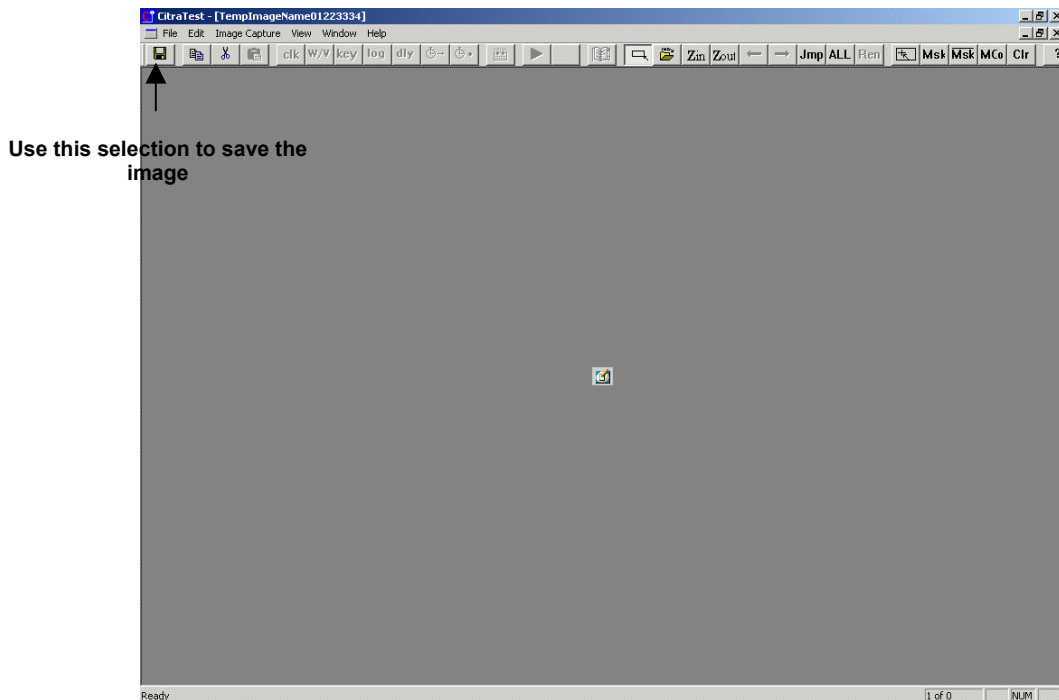 CitraTest - [TempImageName01223334]
File Edit Image Capture View Window Help
clk W/V key log dly Zin Zout Jmp ALL Ren Msk Msk MCo Clr ?
Use this selection to save the
image
Ready 1 of 0 NUM